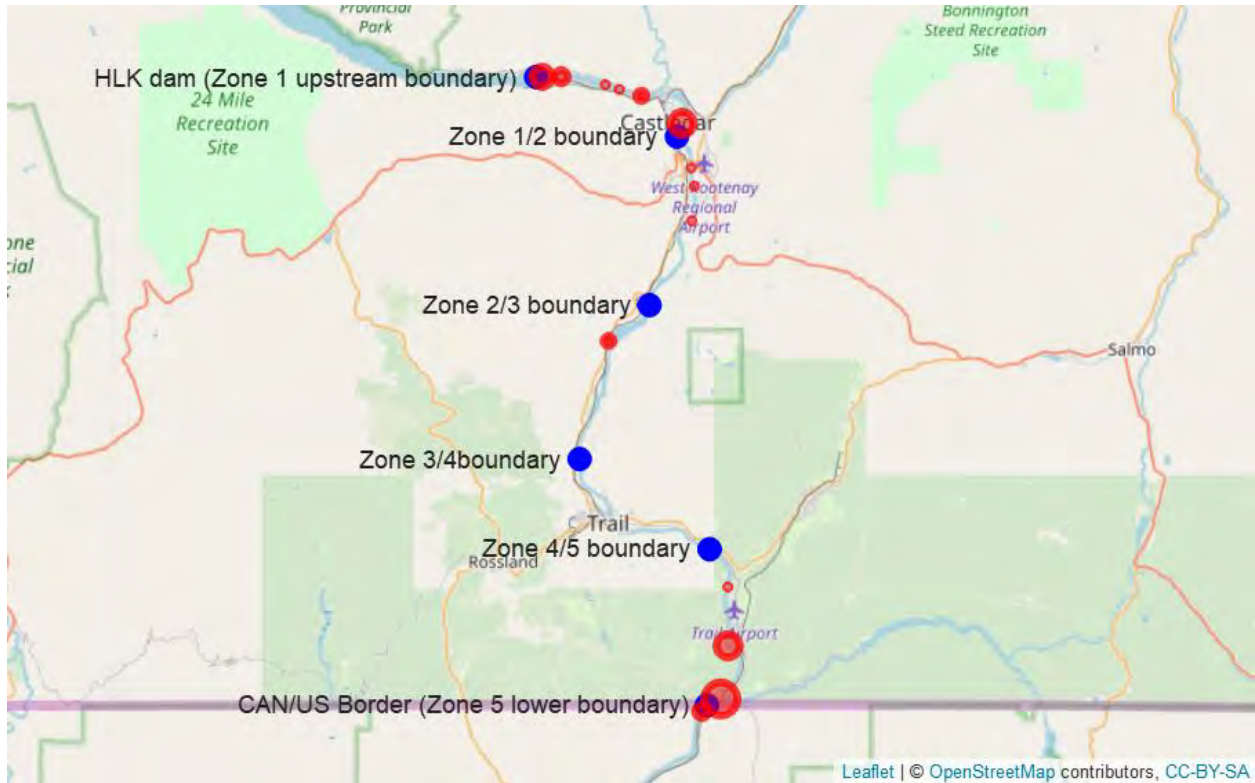 Provincial
Park
Bonnington
Steed Recreation
Site
HLK dam (Zone 1 upstream boundary)
24 Mile
Recreation
Site
Zone 1/2 boundary
West Kootenay
Regional
Airport
Zone 2/3 boundary
Salmo
Zone 3/4boundary
Trail
Zone 4/5 boundary
Rossland
Trail Airport
CAN/US Border (Zone 5 lower boundary)
Leaflet | © OpenStreetMap contributors, CC-BY-SA